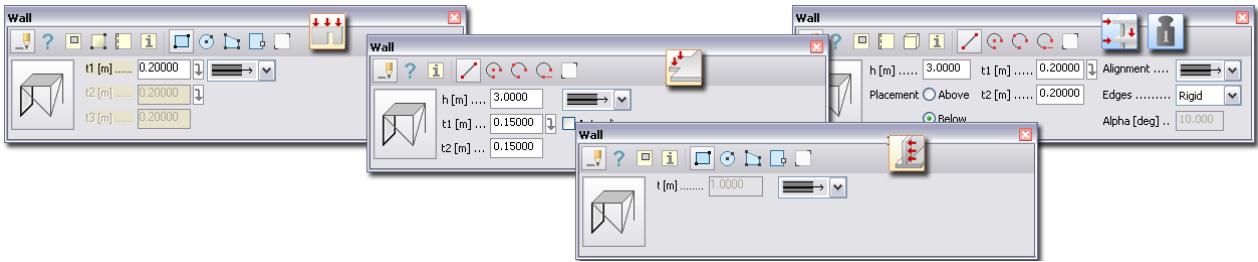 Wall
?
i
t1 [m] ...... 0.20000
t2 [m] ...... 0.20000
t3 [m] ...... 0.20000
Wall
?
i
h [m] .... 3.0000
t1 [m] ... 0.15000
t2 [m] ... 0.15000
Wall
?
i
t [m] ........ 1.0000
Wall
?
i
1
h [m] ..... 3.0000 t1 [m] ..... 0.20000 Alignment ....
Placement Above t2 [m] ..... 0.20000 Edges ......... Rigid
Below Alpha [deg] .. 10.000